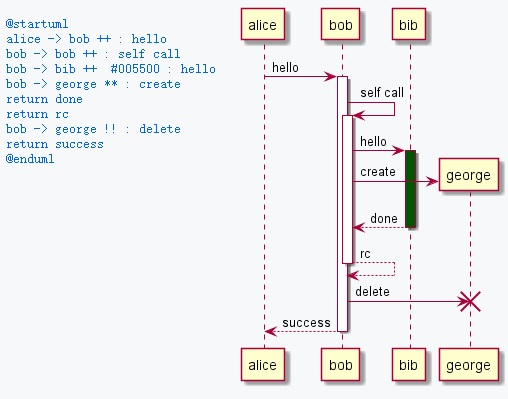 @startuml
alice -> bob ++ : hello
bob -> bob ++ : self call
bob -> bib ++  #005500 : hello
bob -> george ** : create
return done
return rc
bob -> george !! : delete
return success
@enduml
alice
bob
bib
hello
self call
hello
create
george
done
rc
delete
success
alice
bob
bib
george